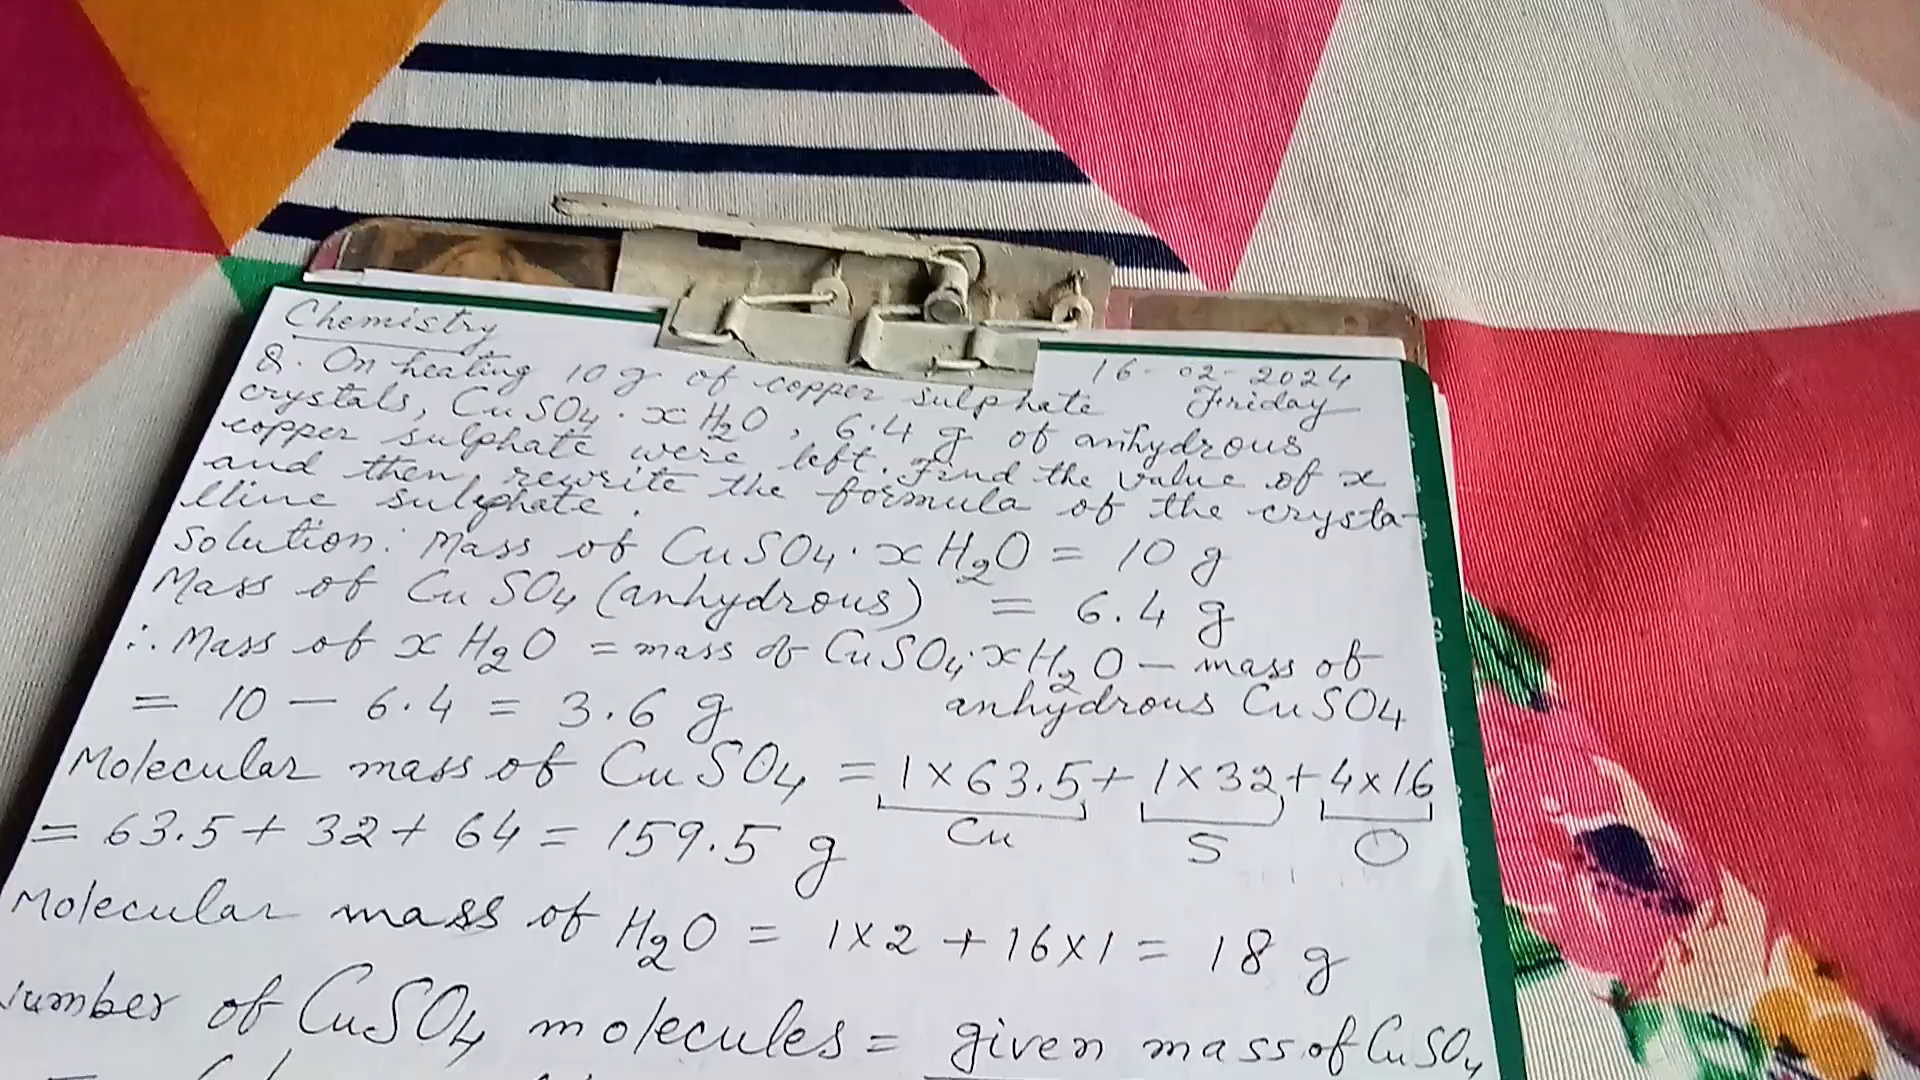 Chemistry
16-02-2024
Friday
Q. On heating 10 g of copper sulphate
crystals, CuSO4·xH2O, 6.4 g of anhydrous
copper sulphate were left. Find the value of x
and then rewrite the formula of the crysta-
lline sulphate.
Solution: Mass of CuSO4·xH2O = 10 g
Mass of CuSO4 (anhydrous) = 6.4 g
∴ Mass of xH2O = mass of CuSO4·xH2O – mass of
anhydrous CuSO4
= 10 – 6.4 = 3.6 g
Molecular mass of CuSO4 = 1×63.5 + 1×32 + 4×16
Cu S O
= 63.5 + 32 + 64 = 159.5 g
Molecular mass of H2O = 1×2 + 16×1 = 18 g
Number of CuSO4 molecules = given mass of CuSO4